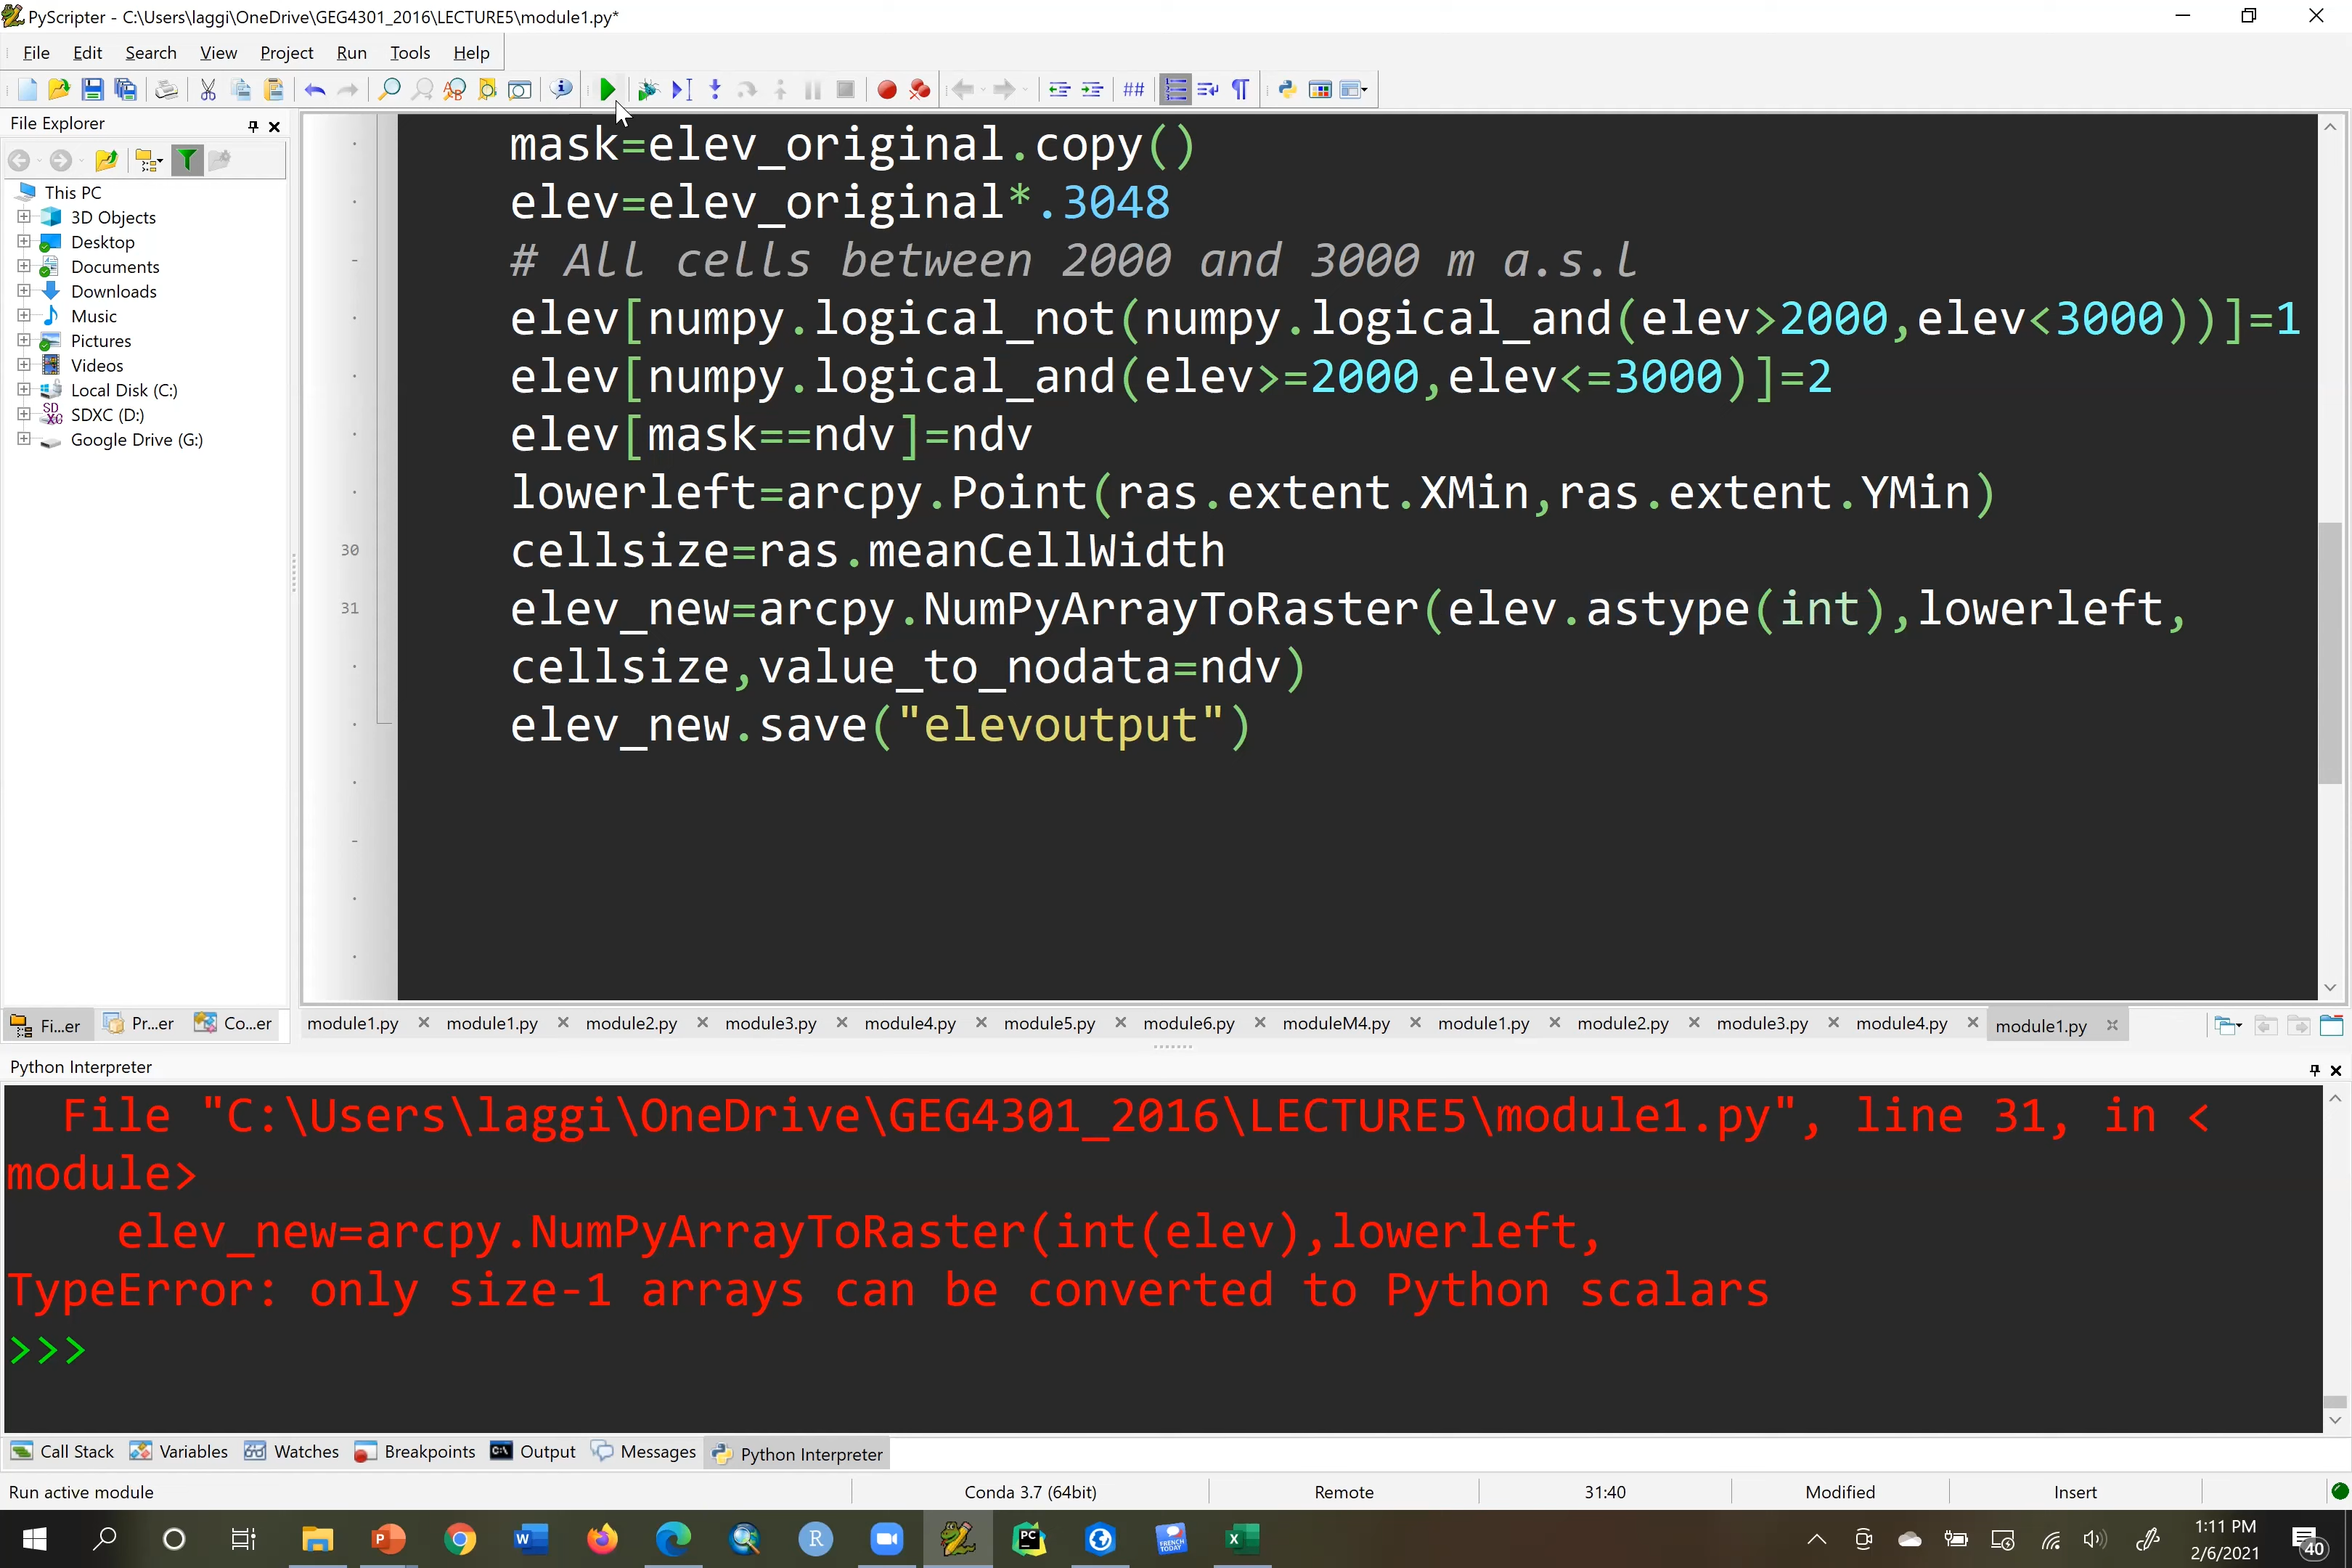 PyScripter - C:\Users\laggi\OneDrive\GEG4301_2016\LECTURE5\module1.py*
File Edit Search View Project Run Tools Help
File Explorer
This PC
3D Objects
Desktop
Documents
Downloads
Music
Pictures
Videos
Local Disk (C:)
SDXC (D:)
Google Drive (G:)
Fi...er Pr...er Co...er
mask=elev_original.copy()
elev=elev_original*.3048
# All cells between 2000 and 3000 m a.s.l
elev[numpy.logical_not(numpy.logical_and(elev>2000,elev<3000))]=1
elev[numpy.logical_and(elev>=2000,elev<=3000)]=2
elev[mask==ndv]=ndv
lowerleft=arcpy.Point(ras.extent.XMin,ras.extent.YMin)
30 cellsize=ras.meanCellWidth
31 elev_new=arcpy.NumPyArrayToRaster(elev.astype(int),lowerleft,
cellsize,value_to_nodata=ndv)
elev_new.save("elevoutput")
module1.py module1.py module2.py module3.py module4.py module5.py module6.py moduleM4.py module1.py module2.py module3.py module4.py module1.py
Python Interpreter
File "C:\Users\laggi\OneDrive\GEG4301_2016\LECTURE5\module1.py", line 31, in <
module>
elev_new=arcpy.NumPyArrayToRaster(int(elev),lowerleft,
TypeError: only size-1 arrays can be converted to Python scalars
>>>
Call Stack Variables Watches Breakpoints Output Messages Python Interpreter
Run active module Conda 3.7 (64bit) Remote 31:40 Modified Insert
1:11 PM
2/6/2021
40